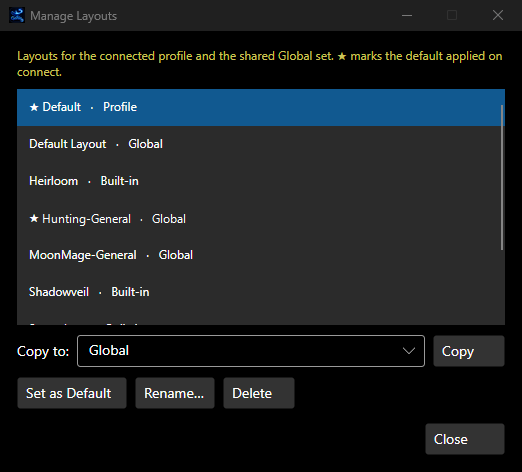 Manage Layouts
Layouts for the connected profile and the shared Global set. ★ marks the default applied on
connect.
★ Default · Profile
Default Layout · Global
Heirloom · Built-in
★ Hunting-General · Global
MoonMage-General · Global
Shadowveil · Built-in
Copy to: Global Copy
Set as Default Rename... Delete
Close